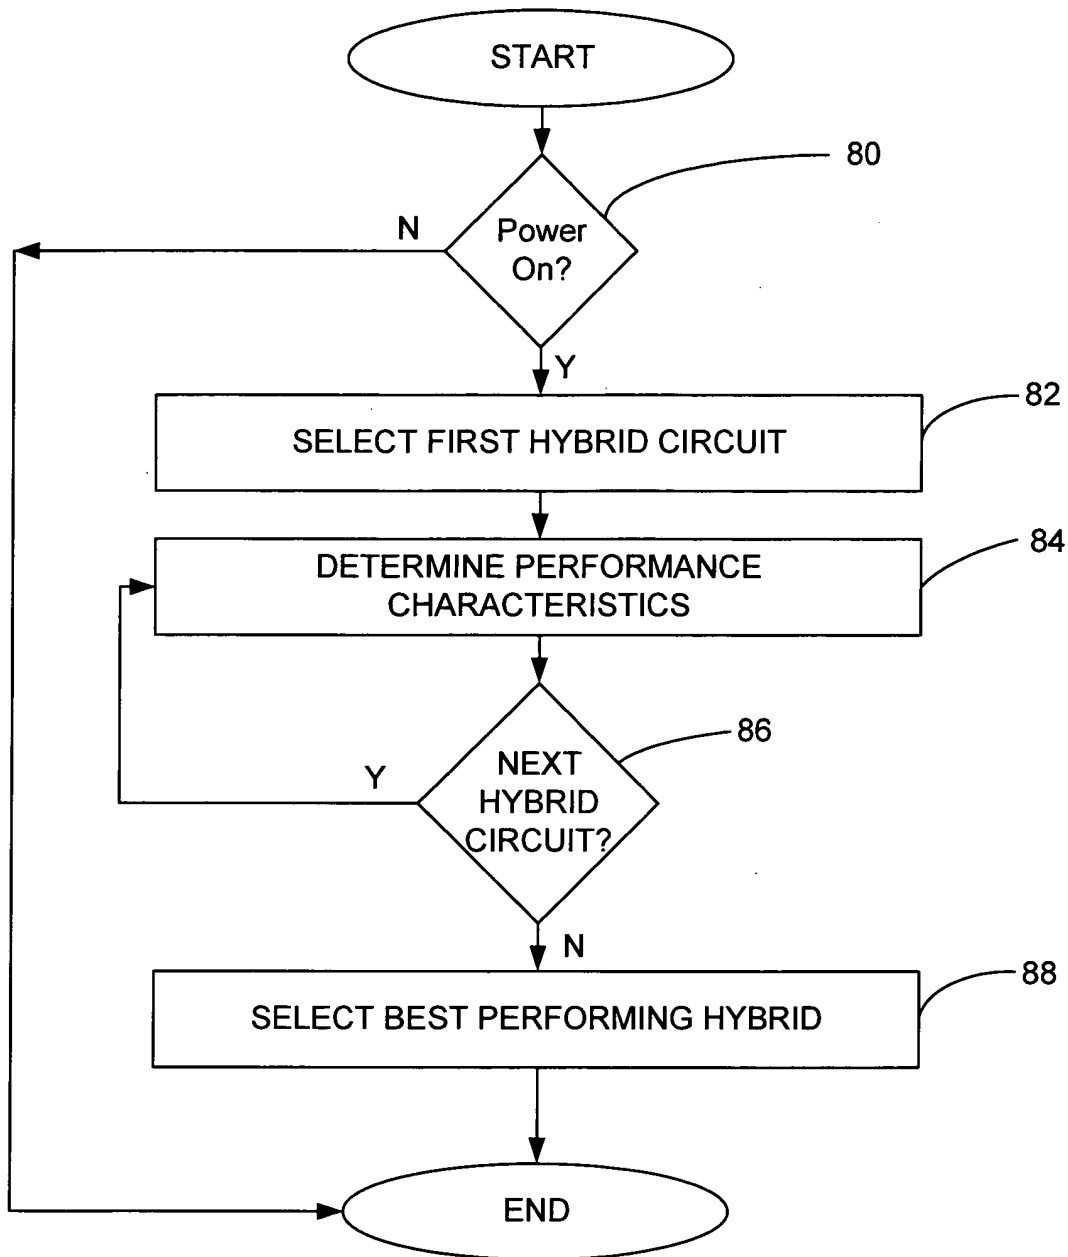 START
80
N
Power
On?
Y
82
SELECT FIRST HYBRID CIRCUIT
84
DETERMINE PERFORMANCE
CHARACTERISTICS
86
Y
NEXT
HYBRID
CIRCUIT?
N
88
SELECT BEST PERFORMING HYBRID
END